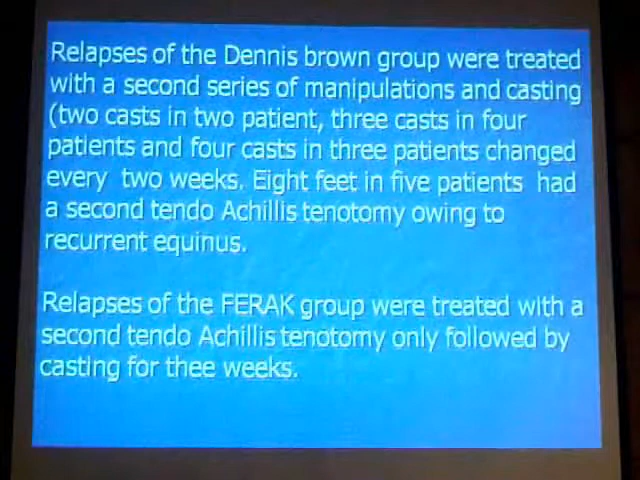 Relapses of the Dennis brown group were treated
with a second series of manipulations and casting
(two casts in two patient, three casts in four
patients and four casts in three patients changed
every two weeks. Eight feet in five patients had
a second tendo Achillis tenotomy owing to
recurrent equinus.
Relapses of the FERAK group were treated with a
second tendo Achillis tenotomy only followed by
casting for thee weeks.